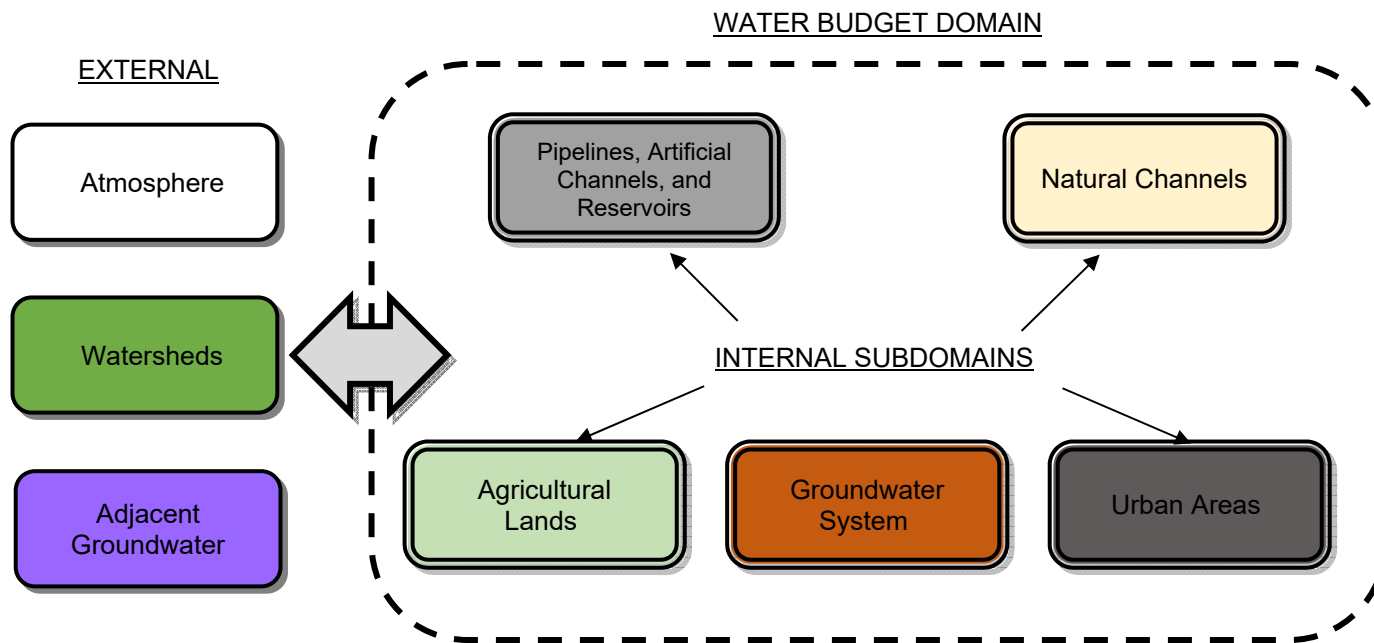 WATER BUDGET DOMAIN
EXTERNAL
Atmosphere
Watersheds
Adjacent
Groundwater
Pipelines, Artificial
Channels, and
Reservoirs
Natural Channels
INTERNAL SUBDOMAINS
Agricultural
Lands
Groundwater
System
Urban Areas